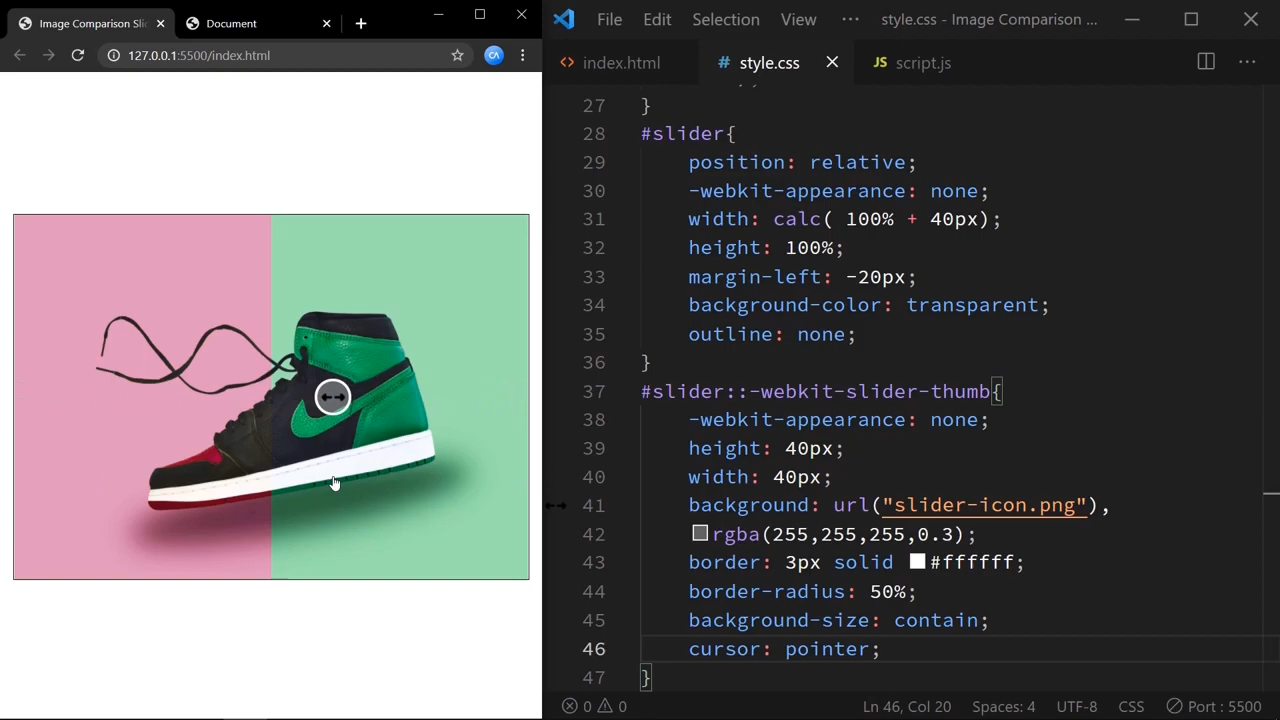 Image Comparison Sli
Document
127.0.0.1:5500/index.html
CA
File Edit Selection View ··· style.css - Image Comparison ...
index.html
# style.css
JS script.js
27 }
28 #slider{
29 position: relative;
30 -webkit-appearance: none;
31 width: calc( 100% + 40px);
32 height: 100%;
33 margin-left: -20px;
34 background-color: transparent;
35 outline: none;
36 }
37 #slider::-webkit-slider-thumb{
38 -webkit-appearance: none;
39 height: 40px;
40 width: 40px;
41 background: url("slider-icon.png"),
42 rgba(255,255,255,0.3);
43 border: 3px solid #ffffff;
44 border-radius: 50%;
45 background-size: contain;
46 cursor: pointer;
47 }
0 0 Ln 46, Col 20 Spaces: 4 UTF-8 CSS Port : 5500